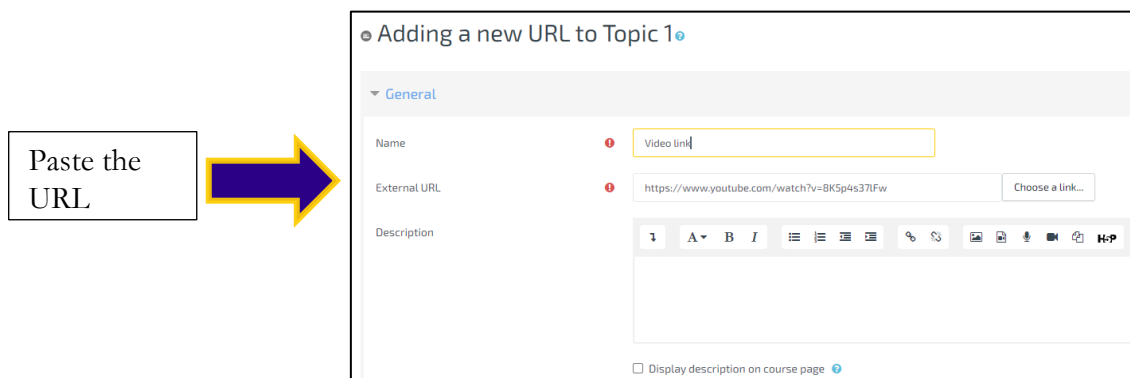 Adding a new URL to Topic 1
General
Paste the
URL
Name
Video link
External URL
https://www.youtube.com/watch?v=8K5p4s37lFw
Choose a link...
Description
A B I H-P
Display description on course page